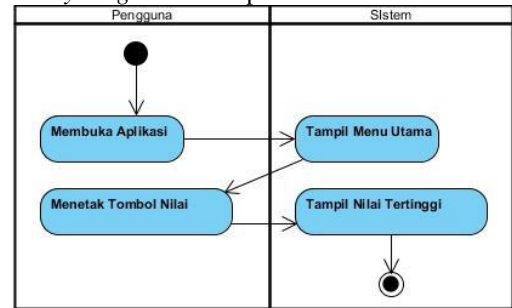 Pengguna
SIstem
Membuka Aplikasi
Tampil Menu Utama
Menetak Tombol Nilai
Tampil Nilai Tertinggi